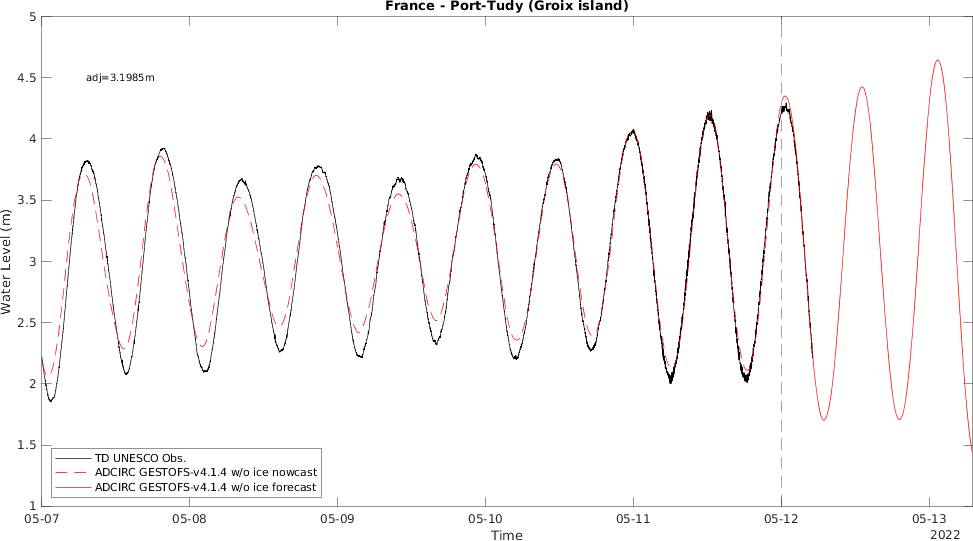 France - Port-Tudy (Groix island)
5
4.5
4
3.5
3
2.5
2
1.5
1
Water Level (m)
adj=3.1985m
TD UNESCO Obs.
ADCIRC GESTOFS-v4.1.4 w/o ice nowcast
ADCIRC GESTOFS-v4.1.4 w/o ice forecast
05-07 05-08 05-09 05-10 05-11 05-12 05-13
Time
2022